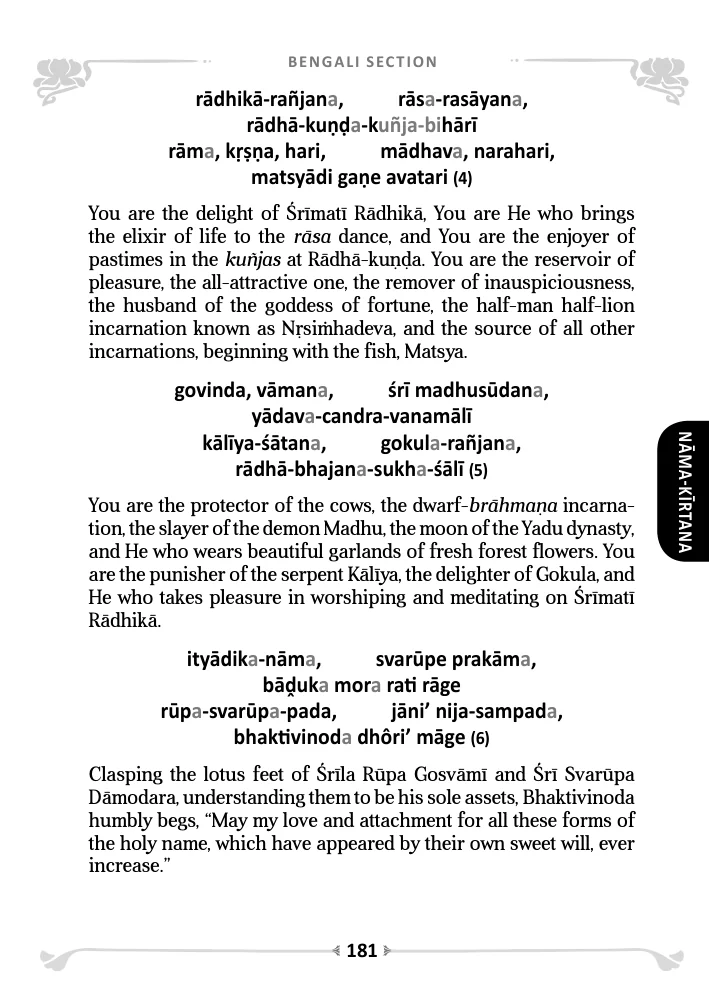 BENGALI SECTION
rādhikā-rañjana, rāsa-rasāyana,
rādhā-kuṇḍa-kuñja-bihārī
rāma, kṛṣṇa, hari, mādhava, narahari,
matsyādi gaṇe avatari (4)
You are the delight of Śrīmatī Rādhikā, You are He who brings
the elixir of life to the rāsa dance, and You are the enjoyer of
pastimes in the kuñjas at Rādhā-kuṇḍa. You are the reservoir of
pleasure, the all-attractive one, the remover of inauspiciousness,
the husband of the goddess of fortune, the half-man half-lion
incarnation known as Nṛsiṁhadeva, and the source of all other
incarnations, beginning with the fish, Matsya.
govinda, vāmana, śrī madhusūdana,
yādava-candra-vanamālī
kālīya-śātana, gokula-rañjana,
rādhā-bhajana-sukha-śālī (5)
You are the protector of the cows, the dwarf-brāhmaṇa incarna-
tion, the slayer of the demon Madhu, the moon of the Yadu dynasty,
and He who wears beautiful garlands of fresh forest flowers. You
are the punisher of the serpent Kālīya, the delighter of Gokula, and
He who takes pleasure in worshiping and meditating on Śrīmatī
Rādhikā.
NĀMA-KĪRTANA
ityādika-nāma, svarūpe prakāma,
bāḓuka mora rati rāge
rūpa-svarūpa-pada, jāni’ nija-sampada,
bhaktivinoda dhôri’ māge (6)
Clasping the lotus feet of Śrīla Rūpa Gosvāmī and Śrī Svarūpa
Dāmodara, understanding them to be his sole assets, Bhaktivinoda
humbly begs, “May my love and attachment for all these forms of
the holy name, which have appeared by their own sweet will, ever
increase.”
181